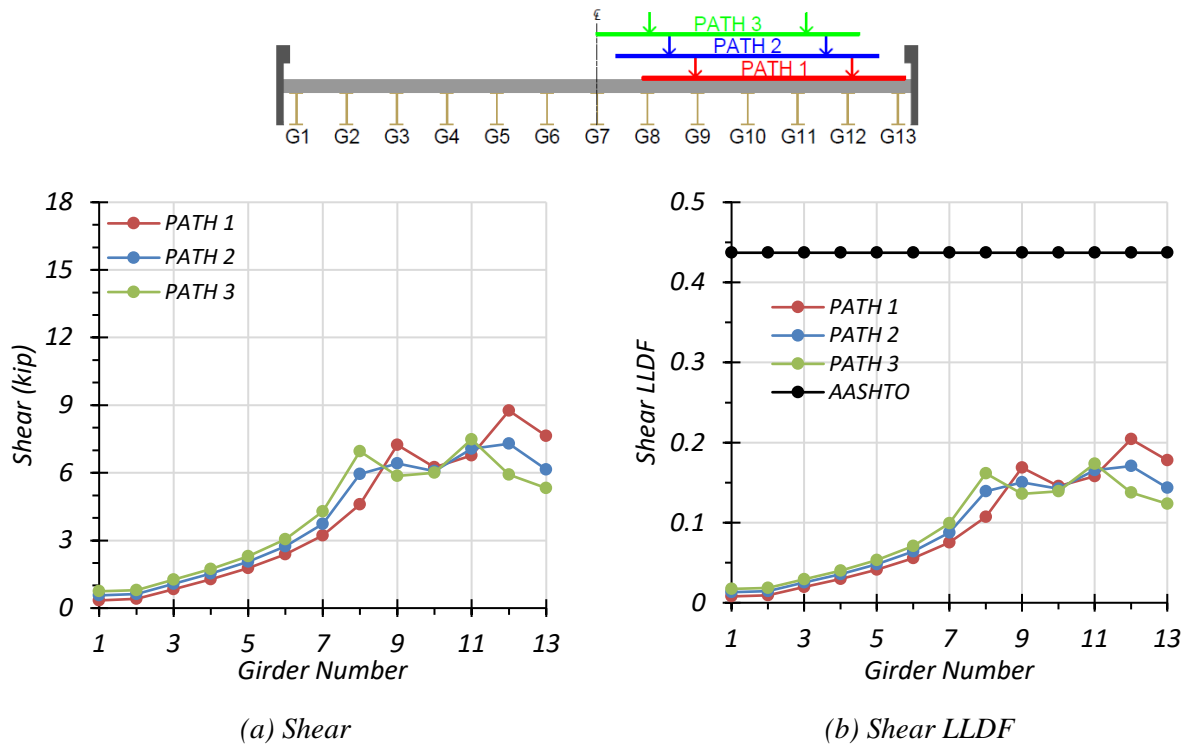 ℄
PATH 3
PATH 2
PATH 1
G1 G2 G3 G4 G5 G6 G7 G8 G9 G10 G11 G12 G13
18
15
12
9
6
3
0
Shear (kip)
PATH 1
PATH 2
PATH 3
1 3 5 7 9 11 13
Girder Number
(a) Shear
0.5
0.4
0.3
0.2
0.1
0
Shear LLDF
PATH 1
PATH 2
PATH 3
AASHTO
1 3 5 7 9 11 13
Girder Number
(b) Shear LLDF